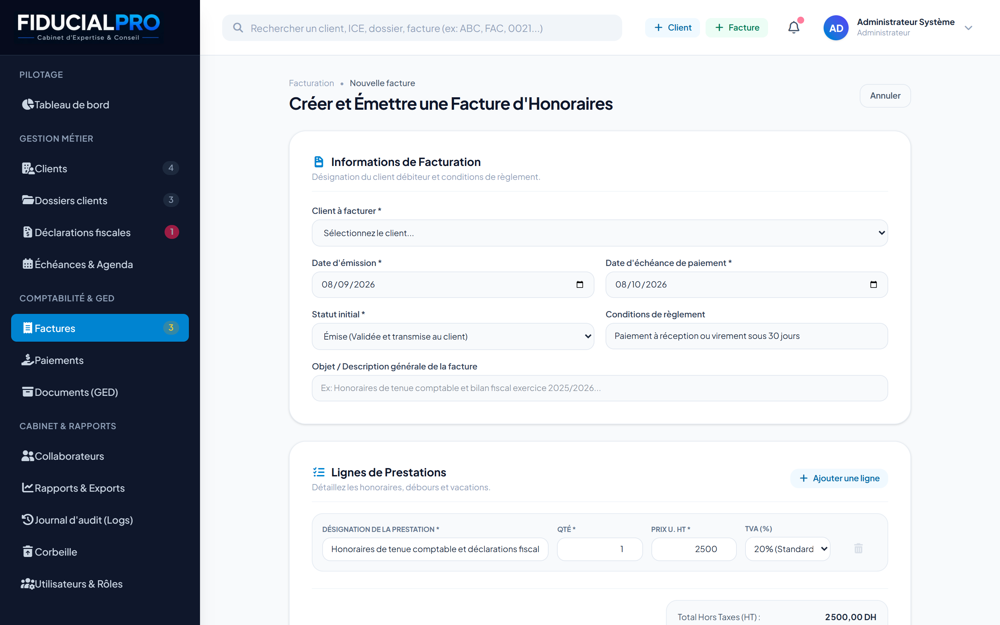 FIDUCIALPRO
Cabinet d'Expertise & Conseil
Rechercher un client, ICE, dossier, facture (ex: ABC, FAC, 0021...)
+ Client
+ Facture
AD
Administrateur Système
Administrateur
PILOTAGE
Tableau de bord
GESTION MÉTIER
Clients 4
Dossiers clients 3
Déclarations fiscales 1
Échéances & Agenda
COMPTABILITÉ & GED
Factures 3
Paiements
Documents (GED)
CABINET & RAPPORTS
Collaborateurs
Rapports & Exports
Journal d'audit (Logs)
Corbeille
Utilisateurs & Rôles
Facturation • Nouvelle facture
Créer et Émettre une Facture d'Honoraires
Annuler
Informations de Facturation
Désignation du client débiteur et conditions de règlement.
Client à facturer *
Sélectionnez le client...
Date d'émission *
08/09/2026
Date d'échéance de paiement *
08/10/2026
Statut initial *
Émise (Validée et transmise au client)
Conditions de règlement
Paiement à réception ou virement sous 30 jours
Objet / Description générale de la facture
Ex: Honoraires de tenue comptable et bilan fiscal exercice 2025/2026...
Lignes de Prestations
Détaillez les honoraires, débours et vacations.
+ Ajouter une ligne
DÉSIGNATION DE LA PRESTATION * QTÉ * PRIX U. HT * TVA (%)
Honoraires de tenue comptable et déclarations fiscal 1 2500 20% (Standard
Total Hors Taxes (HT) : 2500,00 DH